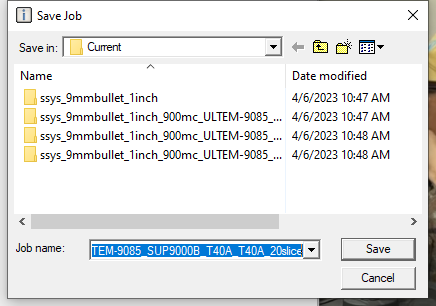 Save Job
Save in: Current
Name Date modified
ssys_9mmbullet_1inch 4/6/2023 10:47 AM
ssys_9mmbullet_1inch_900mc_ULTEM-9085_... 4/6/2023 10:47 AM
ssys_9mmbullet_1inch_900mc_ULTEM-9085_... 4/6/2023 10:48 AM
ssys_9mmbullet_1inch_900mc_ULTEM-9085_... 4/6/2023 10:48 AM
Job name: TEM-9085_SUP9000B_T40A_T40A_20slice Save
Cancel